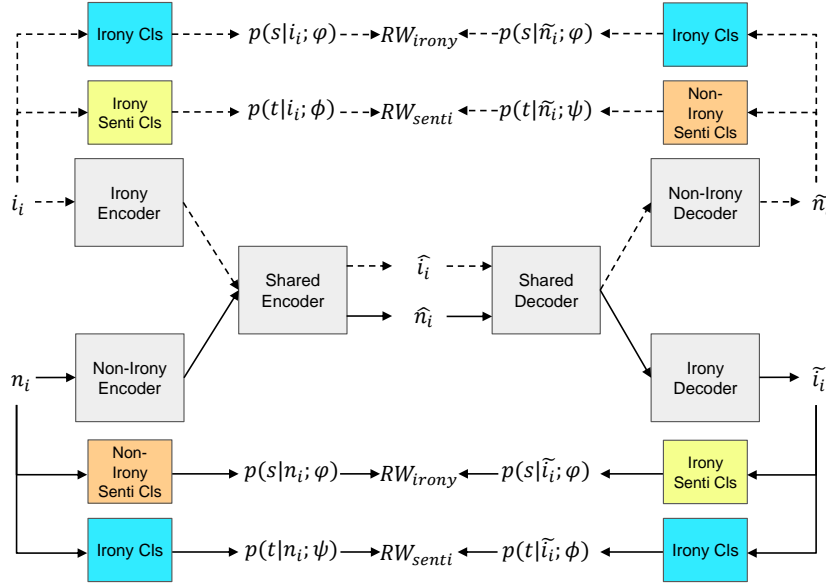 Irony Cls p(s|i_i; φ) RW_irony p(s|ñ_i; φ) Irony Cls
Irony Senti Cls p(t|i_i; ϕ) RW_senti p(t|ñ_i; ψ) Non-Irony Senti Cls
i_i Irony Encoder Non-Irony Decoder ñ
Shared Encoder î_i Shared Decoder
n̂_i
n_i Non-Irony Encoder Irony Decoder ĩ_i
Non-Irony Senti Cls p(s|n_i; φ) RW_irony p(s|ĩ_i; φ) Irony Senti Cls
Irony Cls p(t|n_i; ψ) RW_senti p(t|ĩ_i; ϕ) Irony Cls